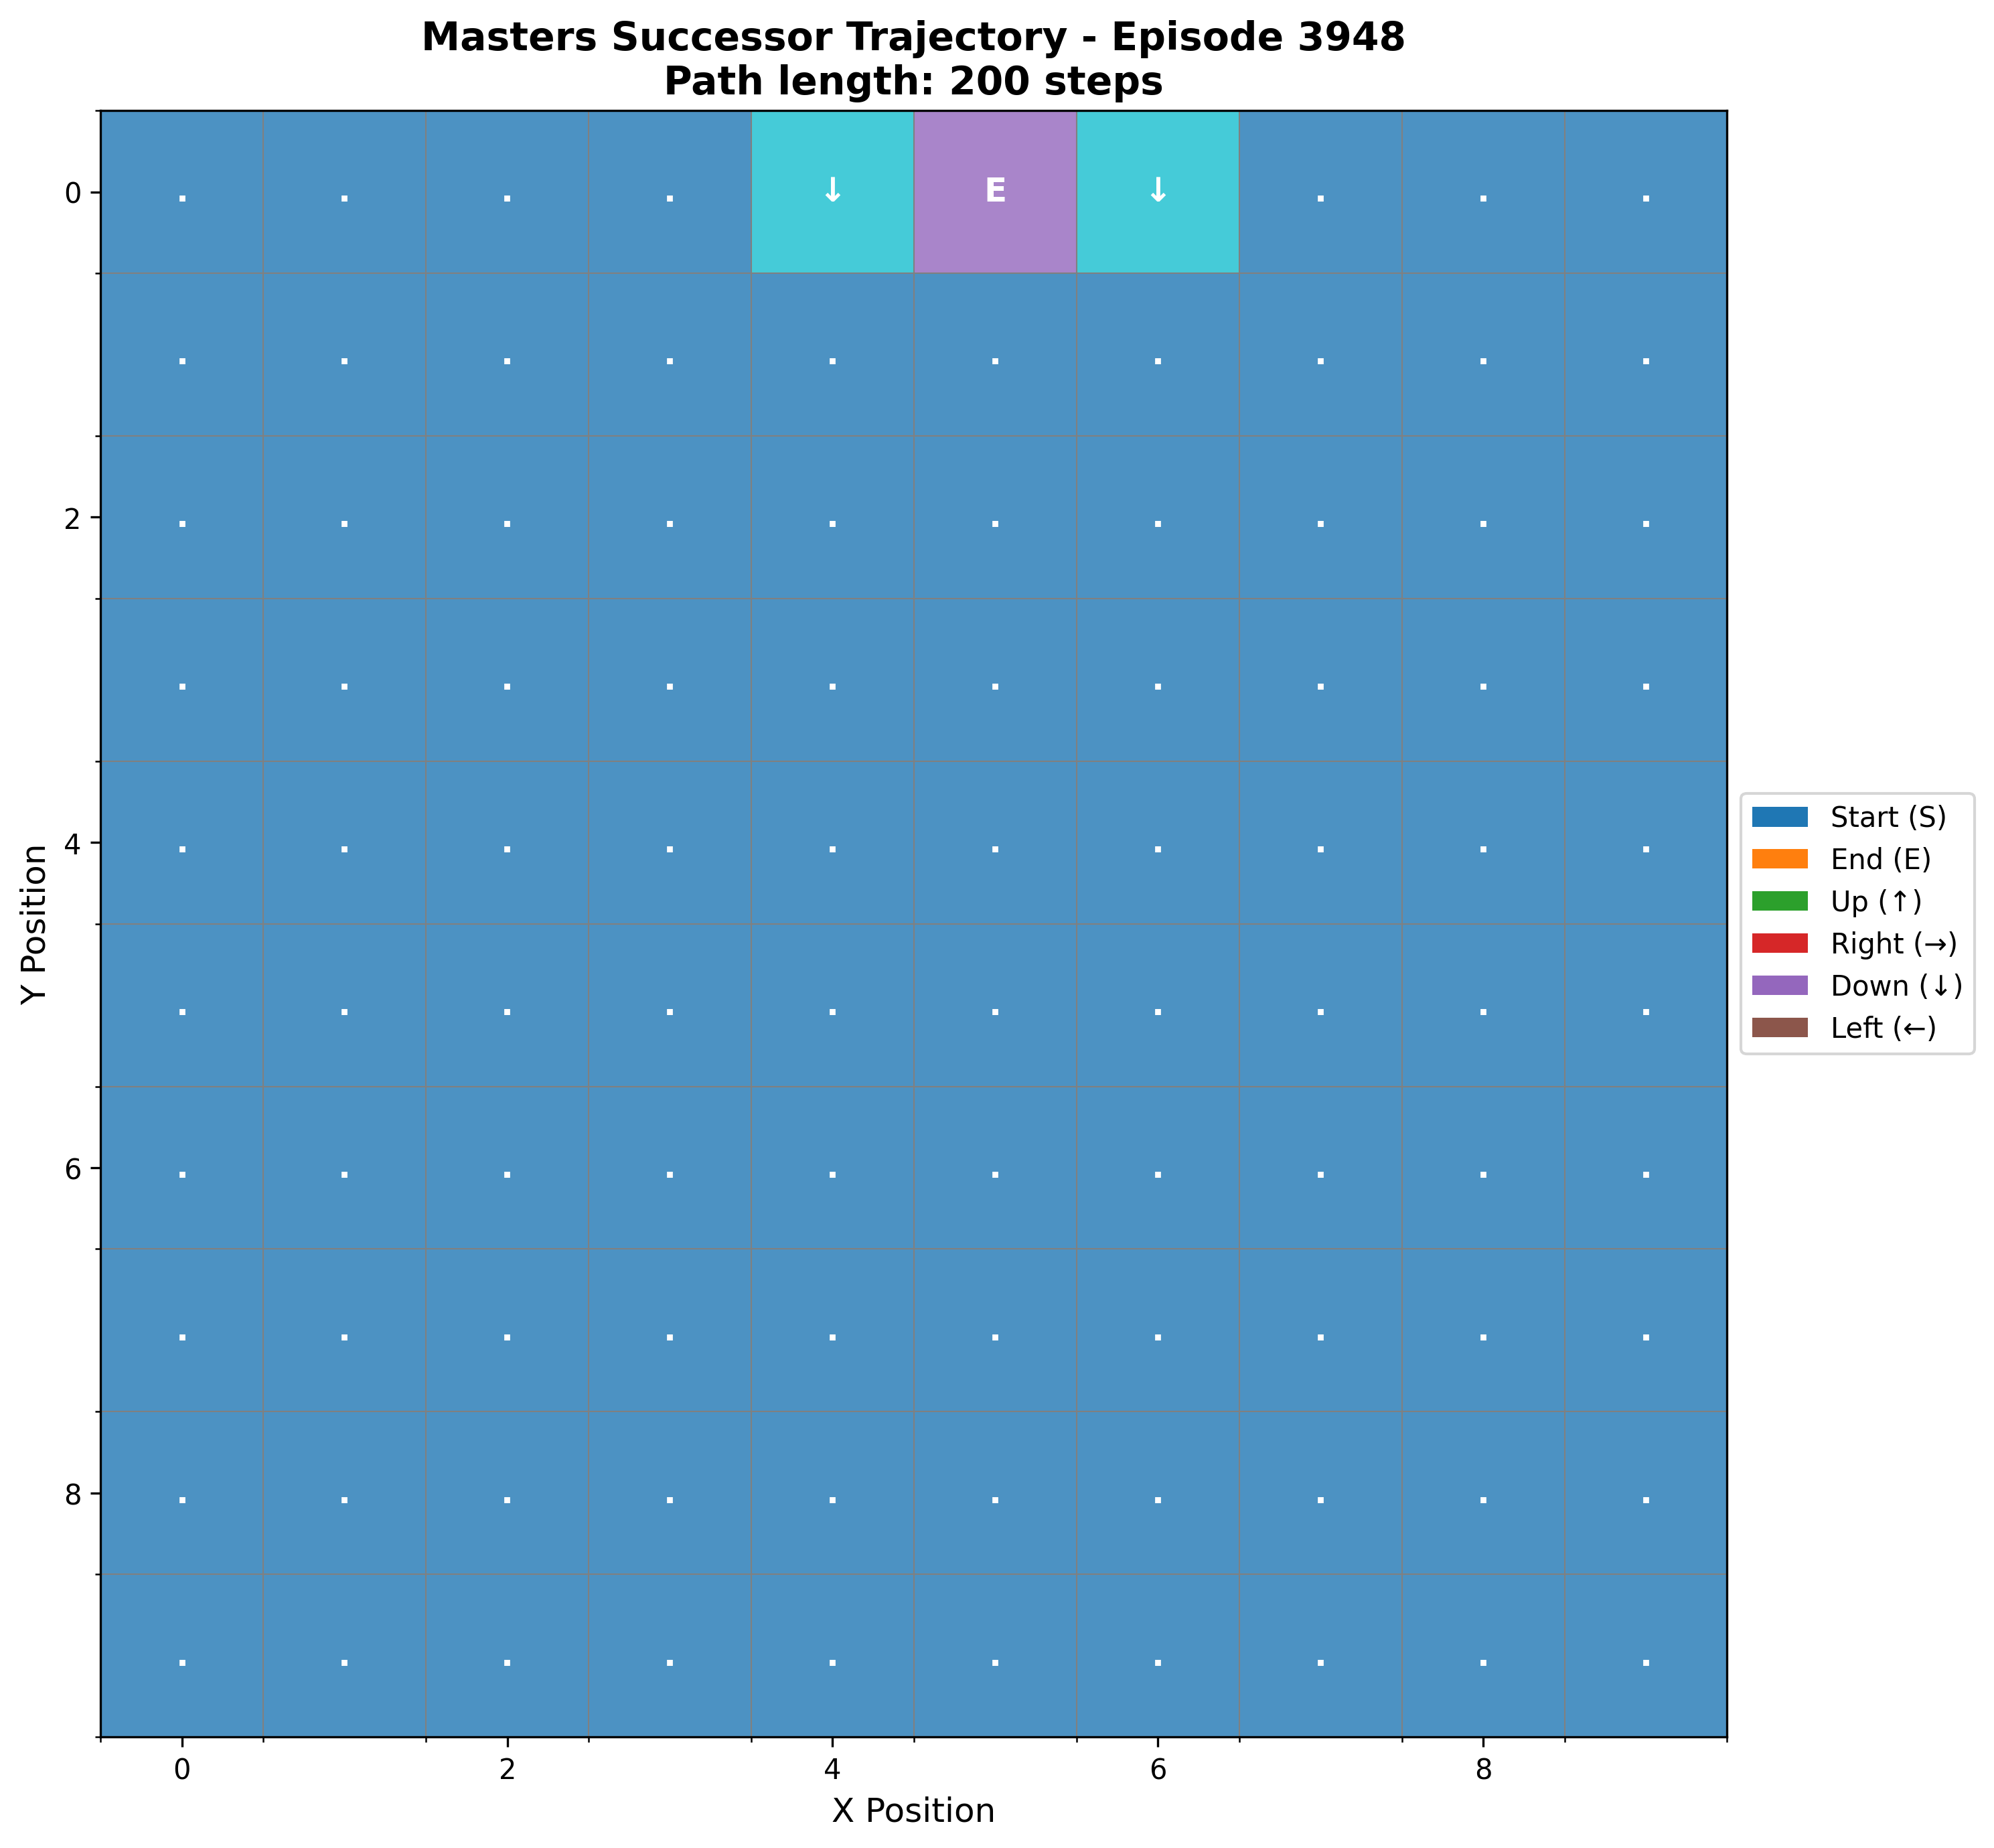 Masters Successor Trajectory - Episode 3948
Path length: 200 steps
0 ↓ E ↓
2
4
6
8
Y Position
0 2 4 6 8
X Position
Start (S)
End (E)
Up (↑)
Right (→)
Down (↓)
Left (←)